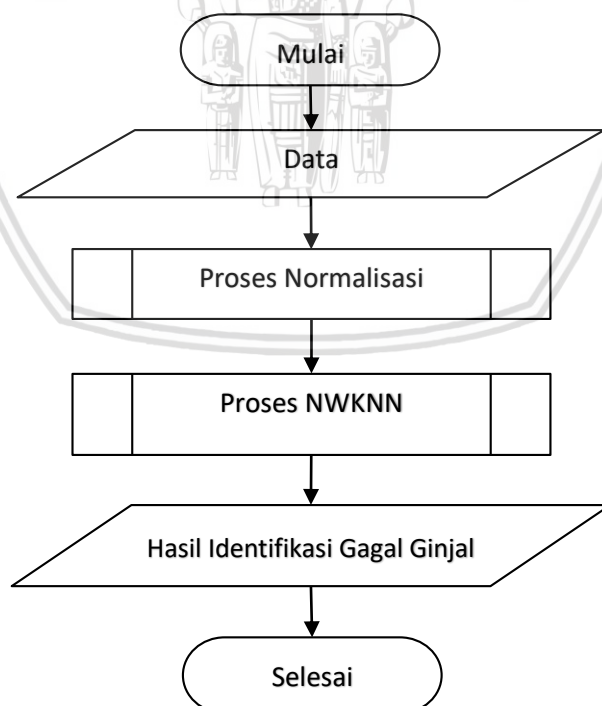 Mulai
Data
Proses Normalisasi
Proses NWKNN
Hasil Identifikasi Gagal Ginjal
Selesai